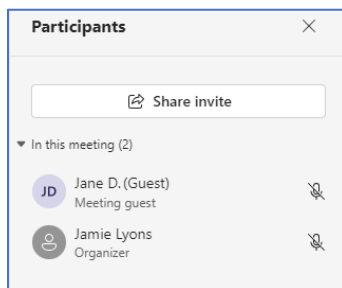 Participants
Share invite
In this meeting (2)
JD
Jane D. (Guest)
Meeting guest
Jamie Lyons
Organizer